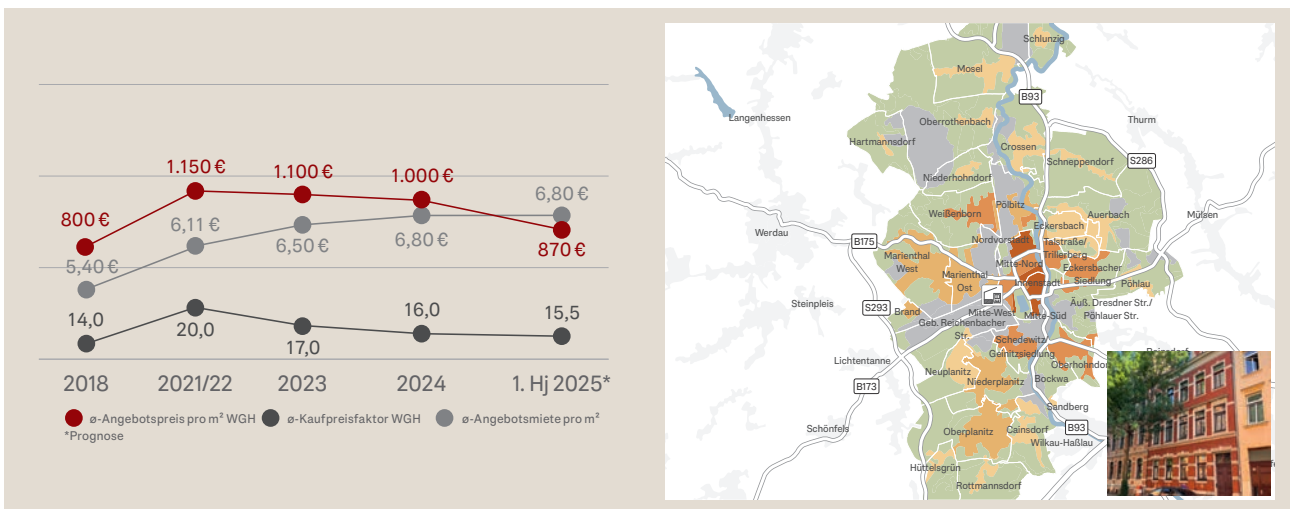 1.150 €
1.100 €
1.000 €
800 €
6,80 €
6,11 €
6,50 €
6,80 €
870 €
5,40 €
14,0
20,0
17,0
16,0
15,5
2018
2021/22
2023
2024
1. Hj 2025*
ø-Angebotspreis pro m² WGH
ø-Kaufpreisfaktor WGH
ø-Angebotsmiete pro m²
*Prognose
Schlunzig
Mosel
B93
Langenhessen
Oberrothenbach
Thurm
Hartmannsdorf
Crossen
Schneppendorf
S286
Niederhohndorf
Weißenborn
Pölbitz
Auerbach
Mülsen
Eckersbach
Werdau
B175
Nordvorstadt
Talstraße/
Trillerberg
Marienthal
West
Mitte-Nord
Eckersbacher
Siedlung
Marienthal
Ost
Innenstadt
Pöhlau
Steinpleis
S293
Brand
Mitte-West
Mitte-Süd
Äuß. Dresdner Str./
Pöhlauer Str.
Geb. Reichenbacher
Str.
Schedewitz/
Geinitzsiedlung
Lichtentanne
Oberhohndorf
Neuplanitz
Niederplanitz
Bockwa
B173
Sandberg
Schönfels
Oberplanitz
Cainsdorf
B93
Wilkau-Haßlau
Hüttelsgrün
Rottmannsdorf